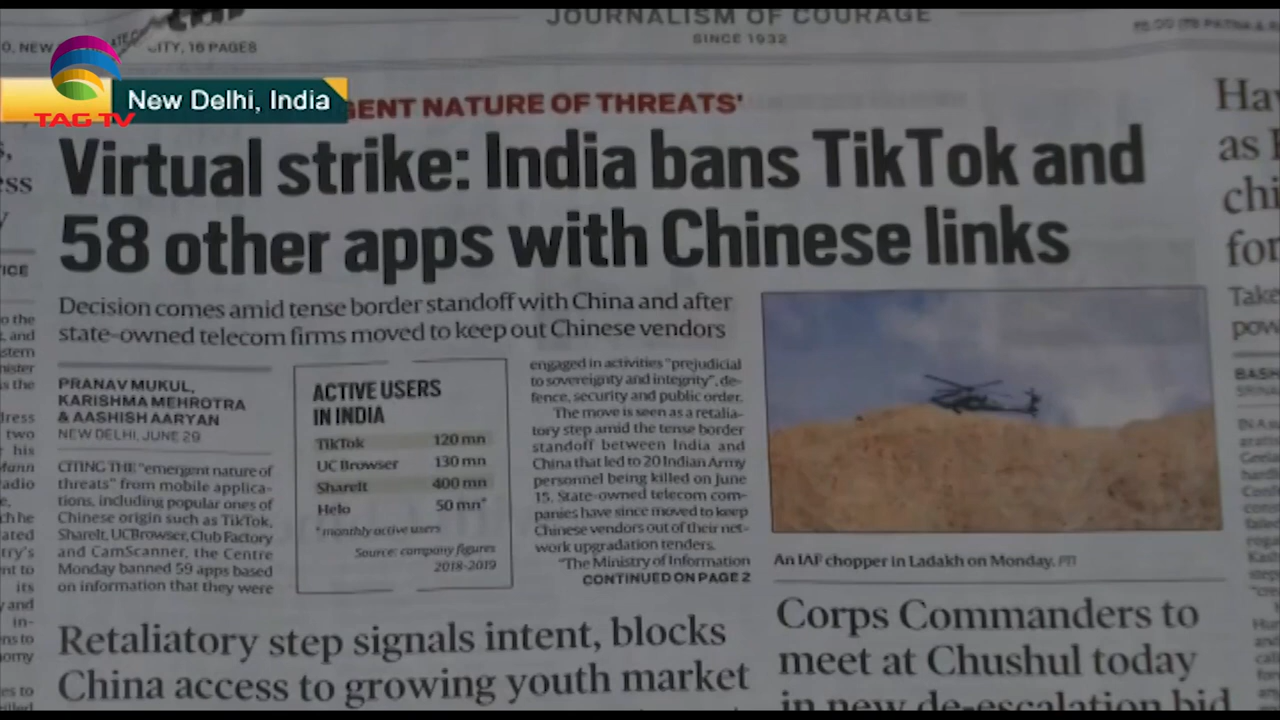 JOURNALISM OF COURAGE
SINCE 1932
CITY, 16 PAGES
TAG TV
New Delhi, India
GENT NATURE OF THREATS'
Virtual strike: India bans TikTok and
58 other apps with Chinese links
Decision comes amid tense border standoff with China and after
state-owned telecom firms moved to keep out Chinese vendors
PRANAV MUKUL,
KARISHMA MEHROTRA
& AASHISH AARYAN
NEW DELHI, JUNE 29
CITING THE "emergent nature of
threats" from mobile applica-
tions, including popular ones of
Chinese origin such as TikTok,
ShareIt, UCBrowser, Club Factory
and CamScanner, the Centre
Monday banned 59 apps based
on information that they were
ACTIVE USERS
IN INDIA
TikTok 120 mn
UC Browser 130 mn
ShareIt 400 mn
Helo 50 mn*
*monthly active users
Source: company figures
2018-2019
engaged in activities "prejudicial
to sovereignty and integrity", de-
fence, security and public order.
The move is seen as a retalia-
tory step amid the tense border
standoff between India and
China that led to 20 Indian Army
personnel being killed on June
15. State-owned telecom com-
panies have since moved to keep
Chinese vendors out of their net-
work upgradation tenders.
"The Ministry of Information
CONTINUED ON PAGE 2
An IAF chopper in Ladakh on Monday. PTI
Retaliatory step signals intent, blocks
China access to growing youth market
Corps Commanders to
meet at Chushul today
in new de-escalation bid